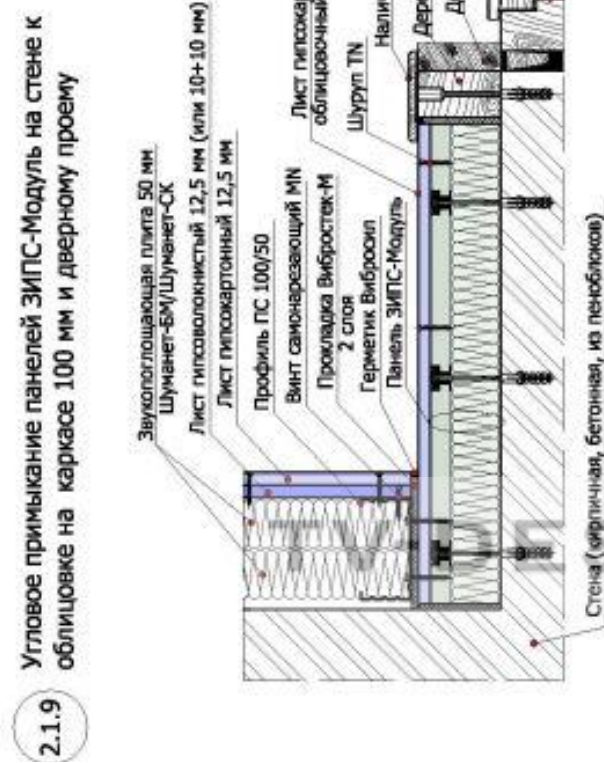 2.1.9
Угловое примыкание панелей ЗИПС-Модуль на стене к
облицовке на каркасе 100 мм и дверному проему
Звукопоглощающая плита 50 мм
Шуманет-БМ/Шуманет-СК
Лист гипсоволокнистый 12,5 мм (или 10+10 мм)
Лист гипсокартонный 12,5 мм
Профиль ПС 100/50
Винт самонарезающий MN
Прокладка Вибростек-М
2 слоя
Герметик Вибросил
Панель ЗИПС-Модуль
Лист гипсока
облицовочный
Шуруп TN
Налич
Дере
Д
Стена (кирпичная, бетонная, из пеноблоков)